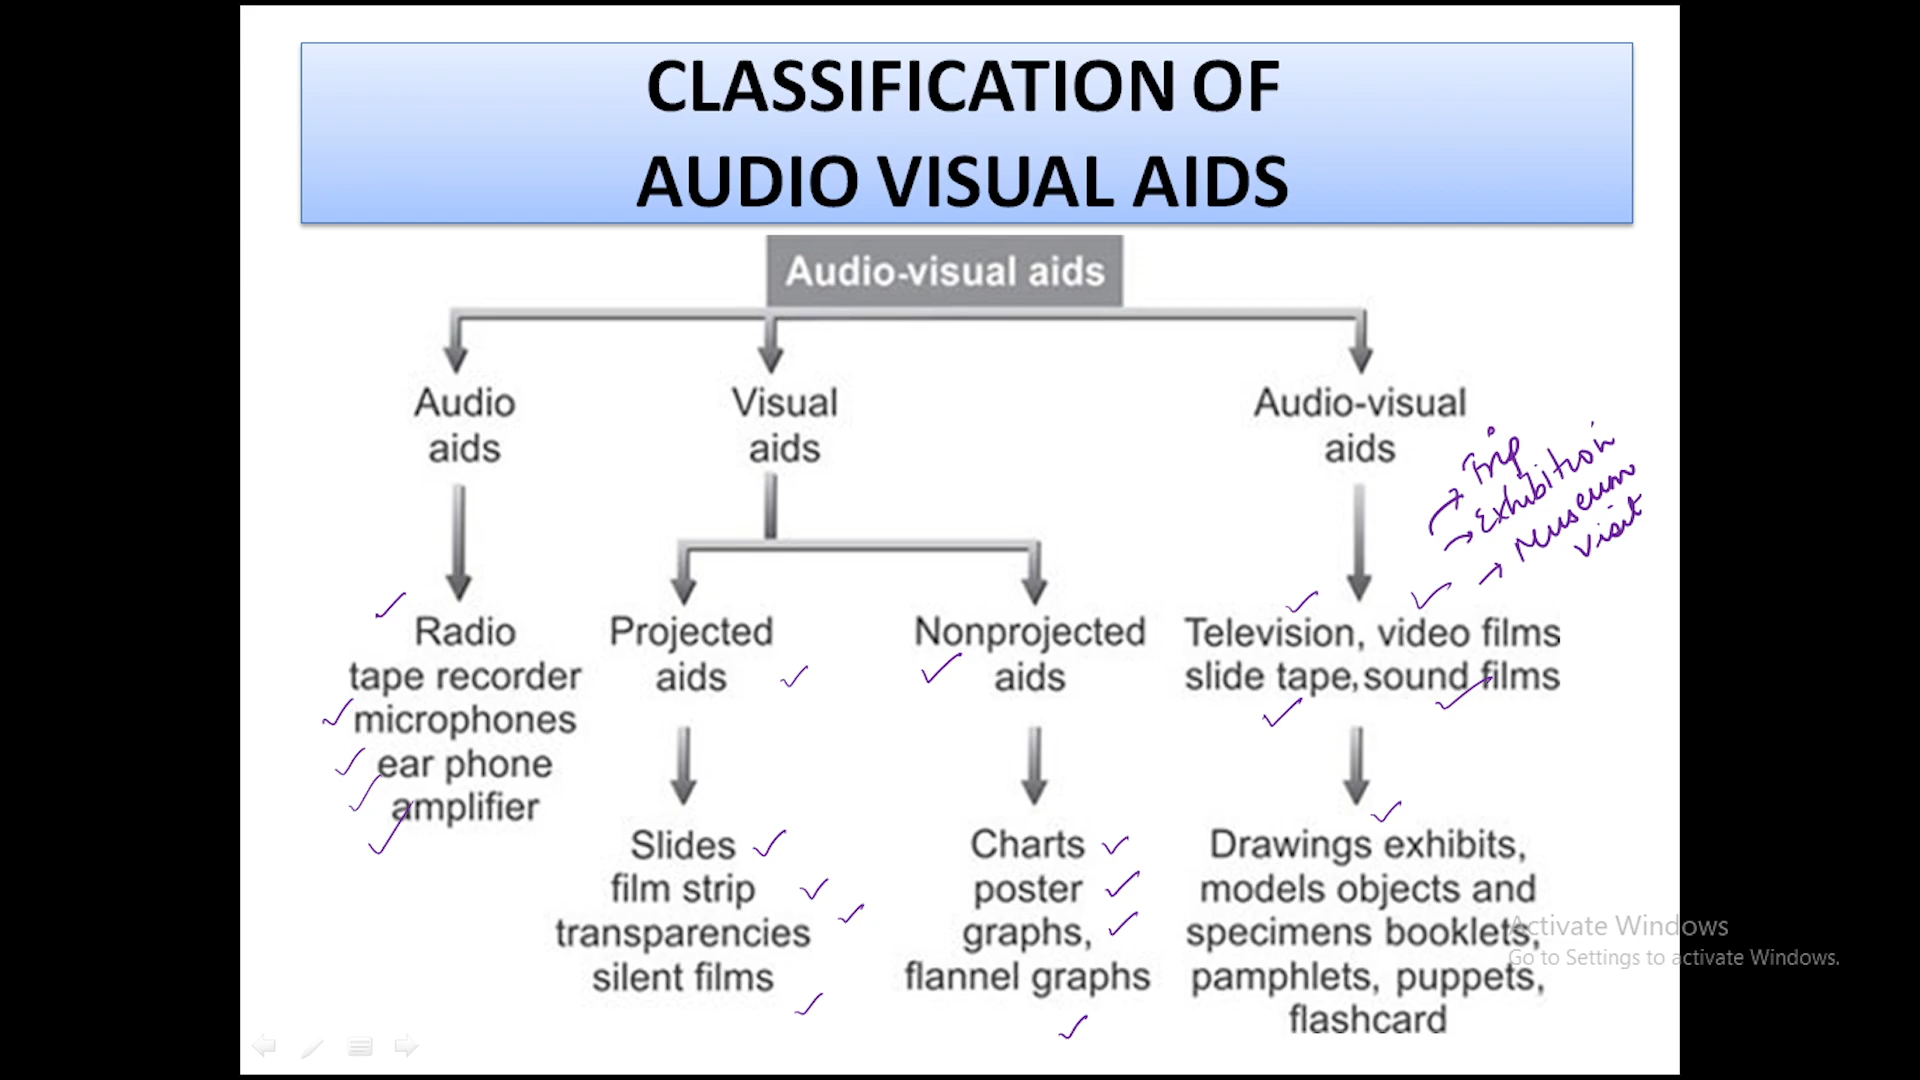 CLASSIFICATION OF
AUDIO VISUAL AIDS
Audio-visual aids
Audio
aids
Visual
aids
Audio-visual
aids
Trip
Exhibition
Museum
visit
Radio
tape recorder
microphones
ear phone
amplifier
Projected
aids
Slides
film strip
transparencies
silent films
Nonprojected
aids
Charts
poster
graphs,
flannel graphs
Television, video films
slide tape, sound films
Drawings exhibits,
models objects and
specimens booklets,
pamphlets, puppets,
flashcard
Activate Windows
Go to Settings to activate Windows.